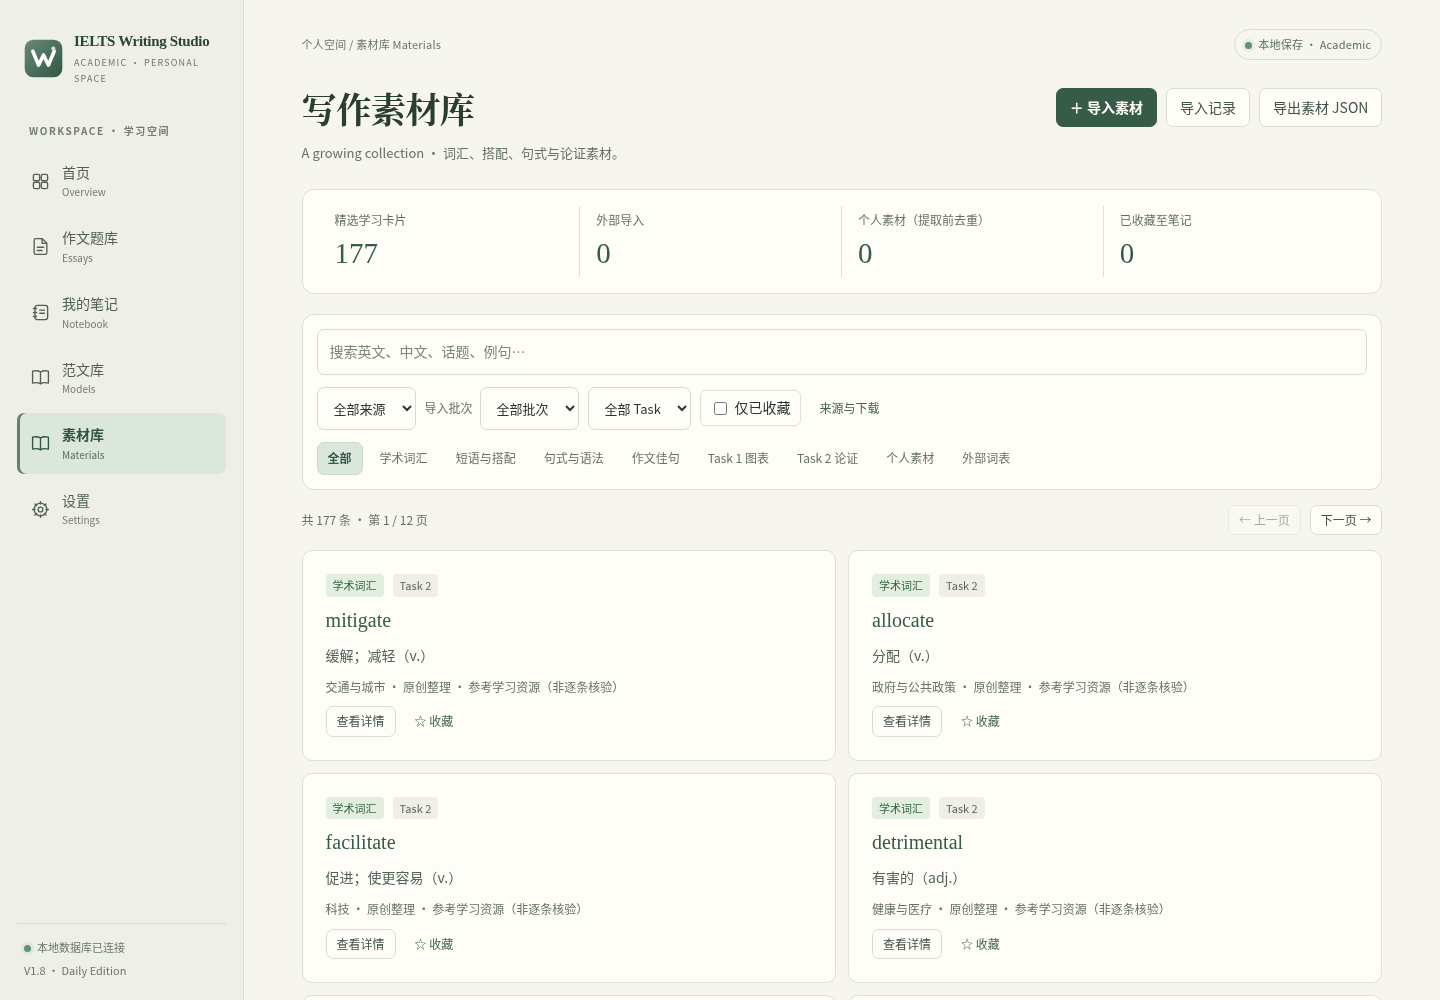 IELTS Writing Studio
ACADEMIC · PERSONAL
SPACE
WORKSPACE · 学习空间
首页
Overview
作文题库
Essays
我的笔记
Notebook
范文库
Models
素材库
Materials
设置
Settings
本地数据库已连接
V1.8 · Daily Edition
个人空间 / 素材库 Materials
本地保存 · Academic
写作素材库
＋ 导入素材
导入记录
导出素材 JSON
A growing collection · 词汇、搭配、句式与论证素材。
精选学习卡片
177
外部导入
0
个人素材（提取前去重）
0
已收藏至笔记
0
搜索英文、中文、话题、例句…
全部来源 导入批次 全部批次 全部 Task 仅已收藏 来源与下载
全部 学术词汇 短语与搭配 句式与语法 作文佳句 Task 1 图表 Task 2 论证 个人素材 外部词表
共 177 条 · 第 1 / 12 页
← 上一页
下一页 →
学术词汇 Task 2
mitigate
缓解；减轻（v.）
交通与城市 · 原创整理 · 参考学习资源（非逐条核验）
查看详情 ☆ 收藏
学术词汇 Task 2
allocate
分配（v.）
政府与公共政策 · 原创整理 · 参考学习资源（非逐条核验）
查看详情 ☆ 收藏
学术词汇 Task 2
facilitate
促进；使更容易（v.）
科技 · 原创整理 · 参考学习资源（非逐条核验）
查看详情 ☆ 收藏
学术词汇 Task 2
detrimental
有害的（adj.）
健康与医疗 · 原创整理 · 参考学习资源（非逐条核验）
查看详情 ☆ 收藏